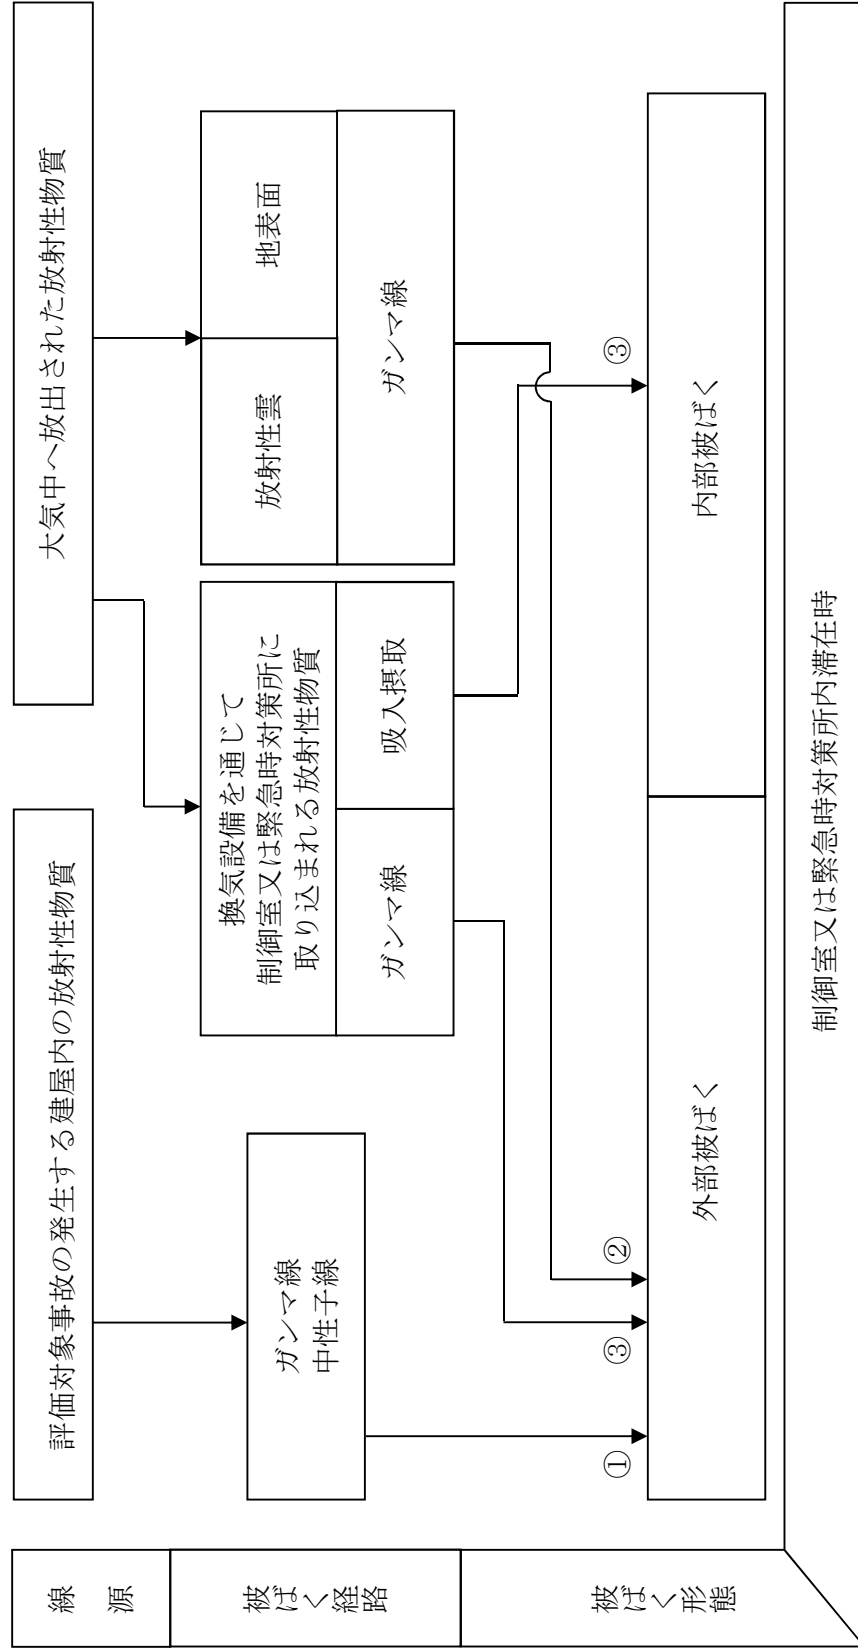 線源
評価対象事故の発生する建屋内の放射性物質
大気中へ放出された放射性物質
被ばく経路
ガンマ線
中性子線
換気設備を通じて
制御室又は緊急時対策所に
取り込まれる放射性物質
ガンマ線
吸入摂取
放射性雲
地表面
ガンマ線
被ばく形態
①
③
②
③
外部被ばく
内部被ばく
制御室又は緊急時対策所内滞在時